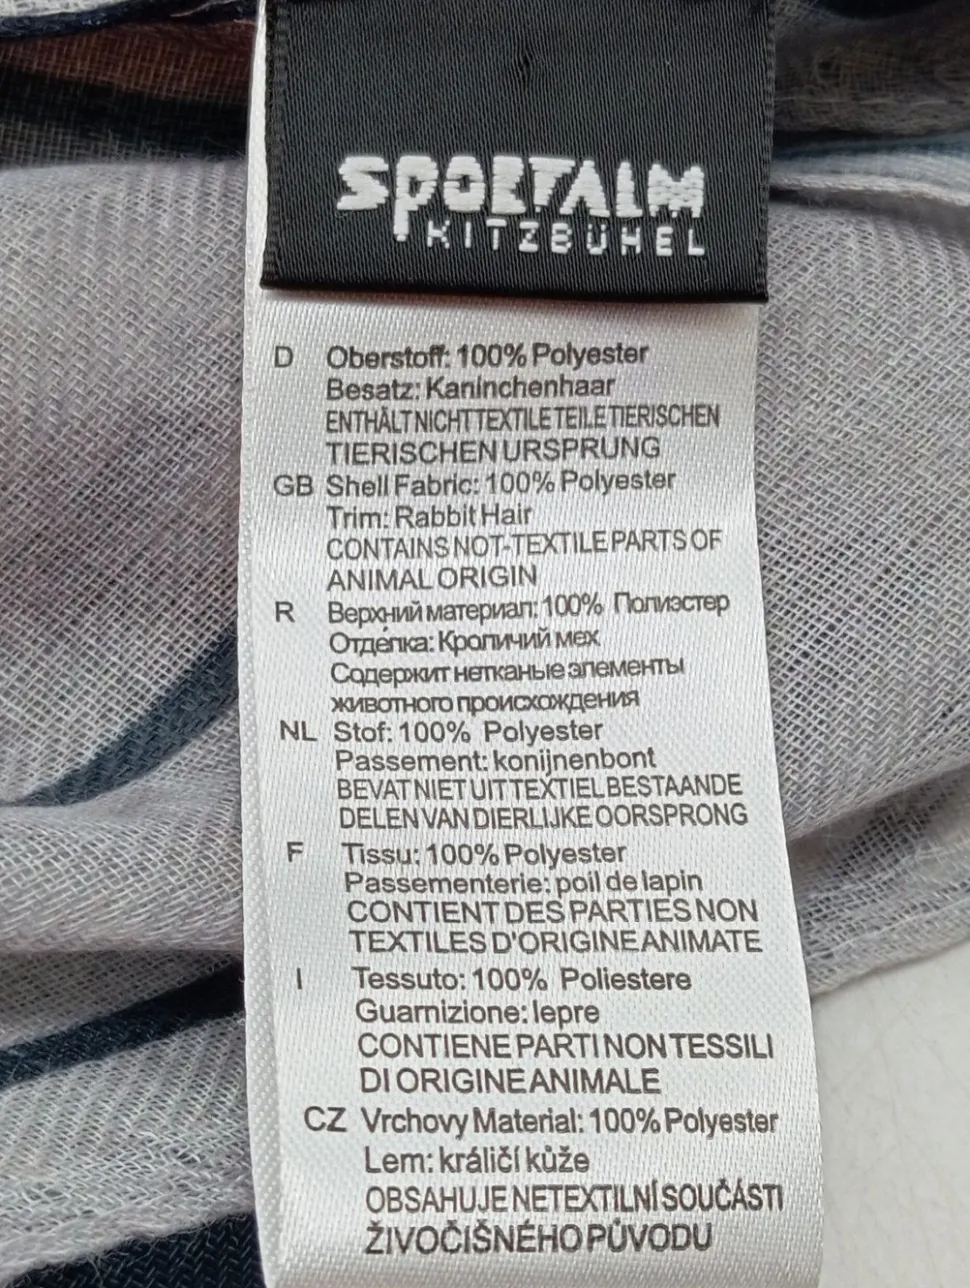 SPORTALM
KITZBÜHEL
D Oberstoff: 100% Polyester
Besatz: Kaninchenhaar
ENTHÄLT NICHTTEXTILE TEILE TIERISCHEN
TIERISCHEN URSPRUNG
GB Shell Fabric: 100% Polyester
Trim: Rabbit Hair
CONTAINS NOT-TEXTILE PARTS OF
ANIMAL ORIGIN
R Верхний материал: 100% Полиэстер
Отделка: Кроличий мех
Содержит нетканые элементы
животного происхождения
NL Stof: 100% Polyester
Passement: konijnenbont
BEVAT NIET UIT TEXTIEL BESTAANDE
DELEN VAN DIERLIJKE OORSPRONG
F Tissu: 100% Polyester
Passementerie: poil de lapin
CONTIENT DES PARTIES NON
TEXTILES D'ORIGINE ANIMATE
I Tessuto: 100% Poliestere
Guarnizione: lepre
CONTIENE PARTI NON TESSILI
DI ORIGINE ANIMALE
CZ Vrchovy Material: 100% Polyester
Lem: králičí kůže
OBSAHUJE NETEXTILNÍ SOUČÁSTI
ŽIVOČIŠNÉHO PŮVODU